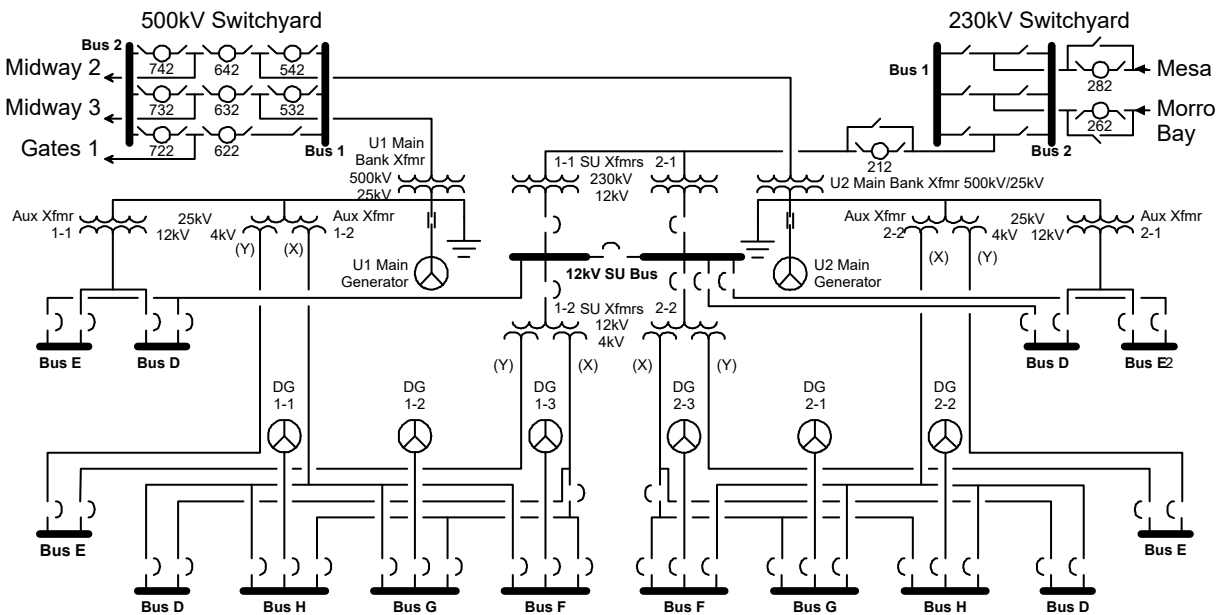 500kV Switchyard
230kV Switchyard
Bus 2
742
642
542
Midway 2
Bus 1
282
Mesa
Midway 3
732
632
532
262
Morro
Bay
Gates 1
722
622
Bus 1
Bus 2
U1 Main
Bank Xfmr
500kV
25kV
1-1 SU Xfmrs 2-1
230kV
12kV
212
U2 Main Bank Xfmr 500kV/25kV
Aux Xfmr
1-1
25kV
12kV
4kV
(Y)
(X)
Aux Xfmr
1-2
Aux Xfmr
2-2
25kV
4kV
12kV
(X)
(Y)
Aux Xfmr
2-1
U1 Main
Generator
12kV SU Bus
U2 Main
Generator
1-2 SU Xfmrs 2-2
12kV
4kV
Bus E
Bus D
Bus D
Bus E2
(Y)
(X)
(X)
(Y)
DG
1-1
DG
1-2
DG
1-3
DG
2-3
DG
2-1
DG
2-2
Bus E
Bus E
Bus D
Bus H
Bus G
Bus F
Bus F
Bus G
Bus H
Bus D